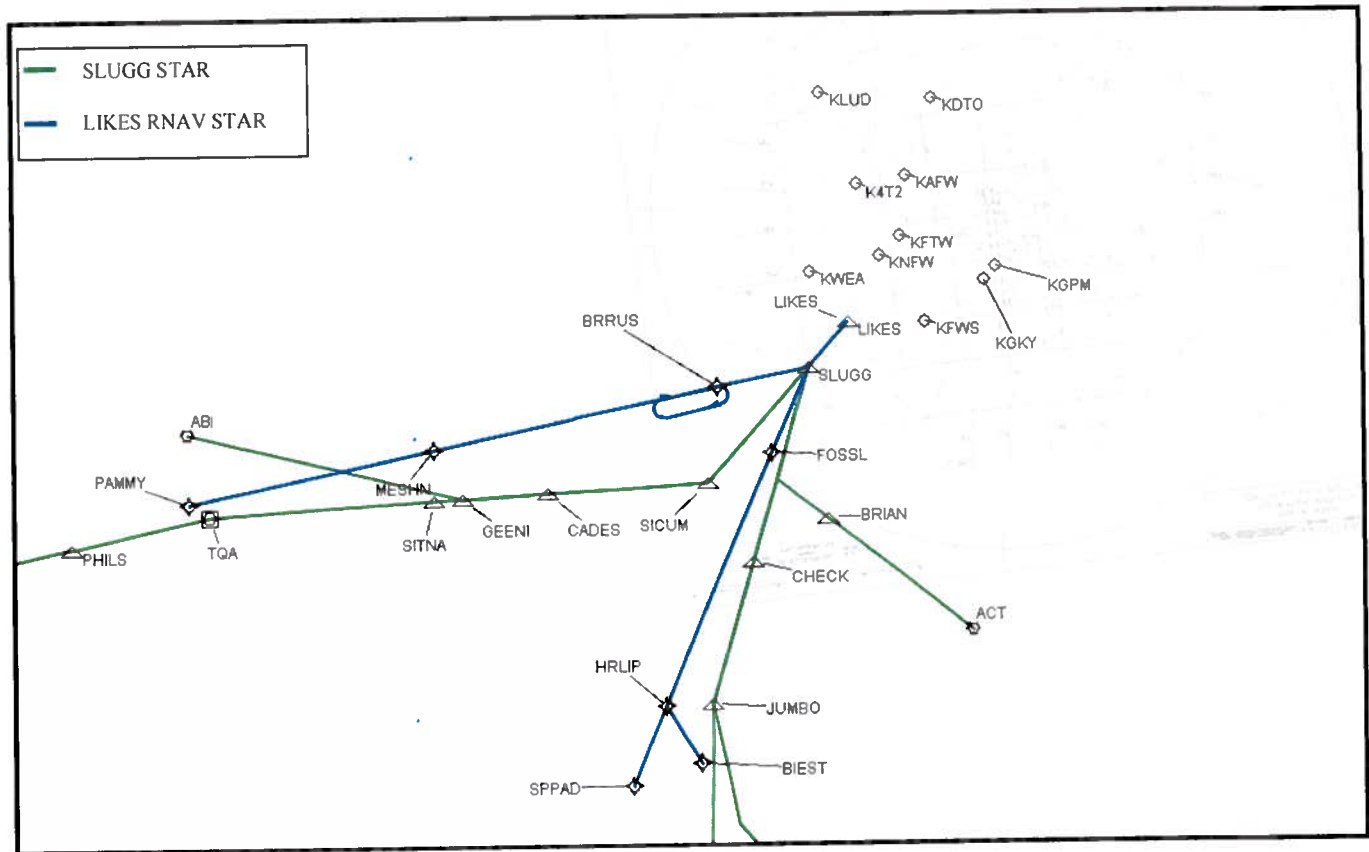 SLUGG STAR
LIKES RNAV STAR
KLUD
KDTO
K4T2
KAFW
KFTW
KNFW
KWEA
KGPM
KGKY
KFWS
LIKES
LIKES
BRRUS
SLUGG
ABI
PAMMY
MESHN
FOSSL
PHILS
TQA
SITNA
GEENI
CADES
SICUM
BRIAN
CHECK
ACT
HRLIP
JUMBO
SPPAD
BIEST